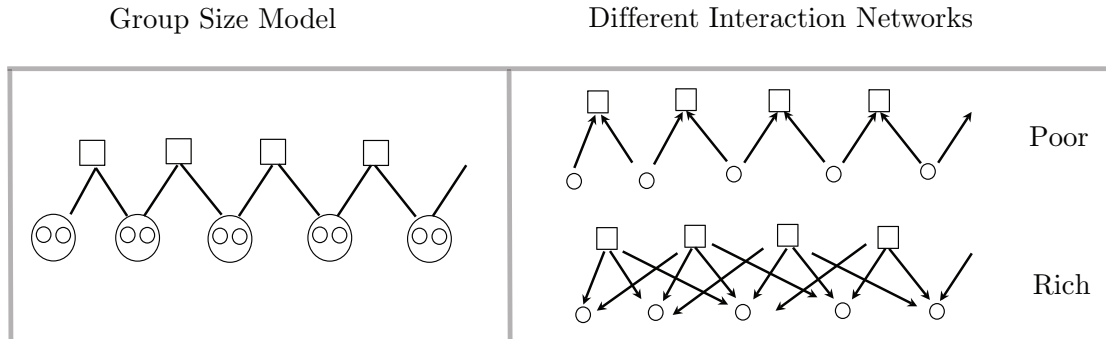 Group Size Model
Different Interaction Networks
Poor
Rich